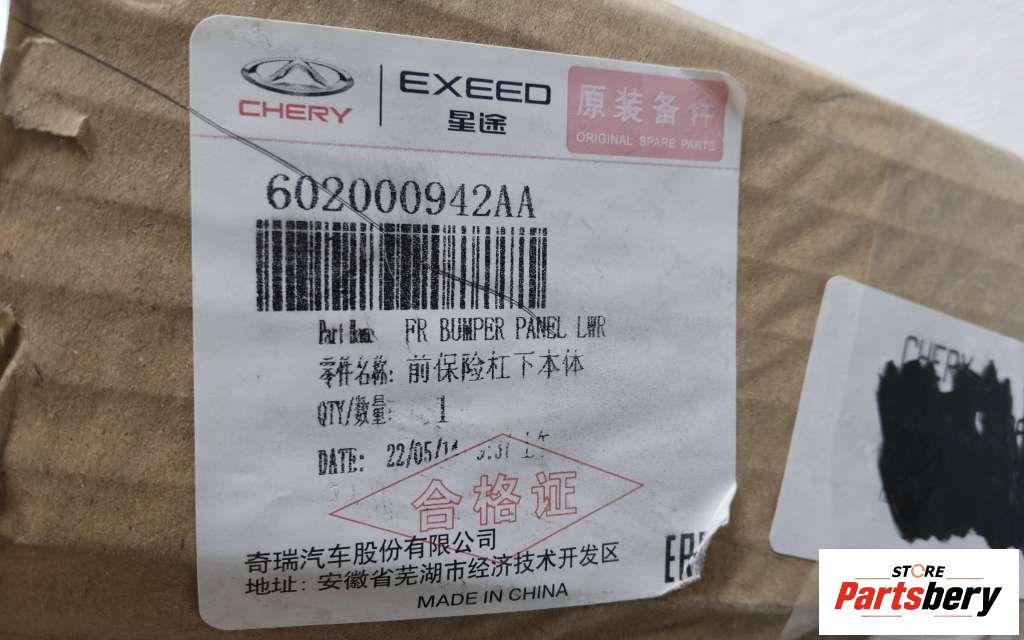 CHERY
EXEED
星途
原装备件
ORIGINAL SPARE PARTS
602000942AA
Part Name FR BUMPER PANEL LWR
零件名称: 前保险杠下本体
QTY/数量: 1
DATE: 22/05/14
合格证
奇瑞汽车股份有限公司
地址: 安徽省芜湖市经济技术开发区
MADE IN CHINA
CHERY
STORE
Partsbery